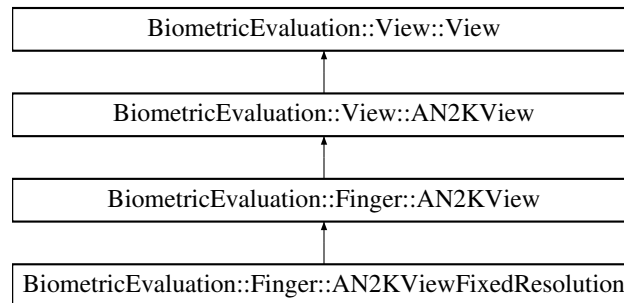 BiometricEvaluation::View::View
BiometricEvaluation::View::AN2KView
BiometricEvaluation::Finger::AN2KView
BiometricEvaluation::Finger::AN2KViewFixedResolution